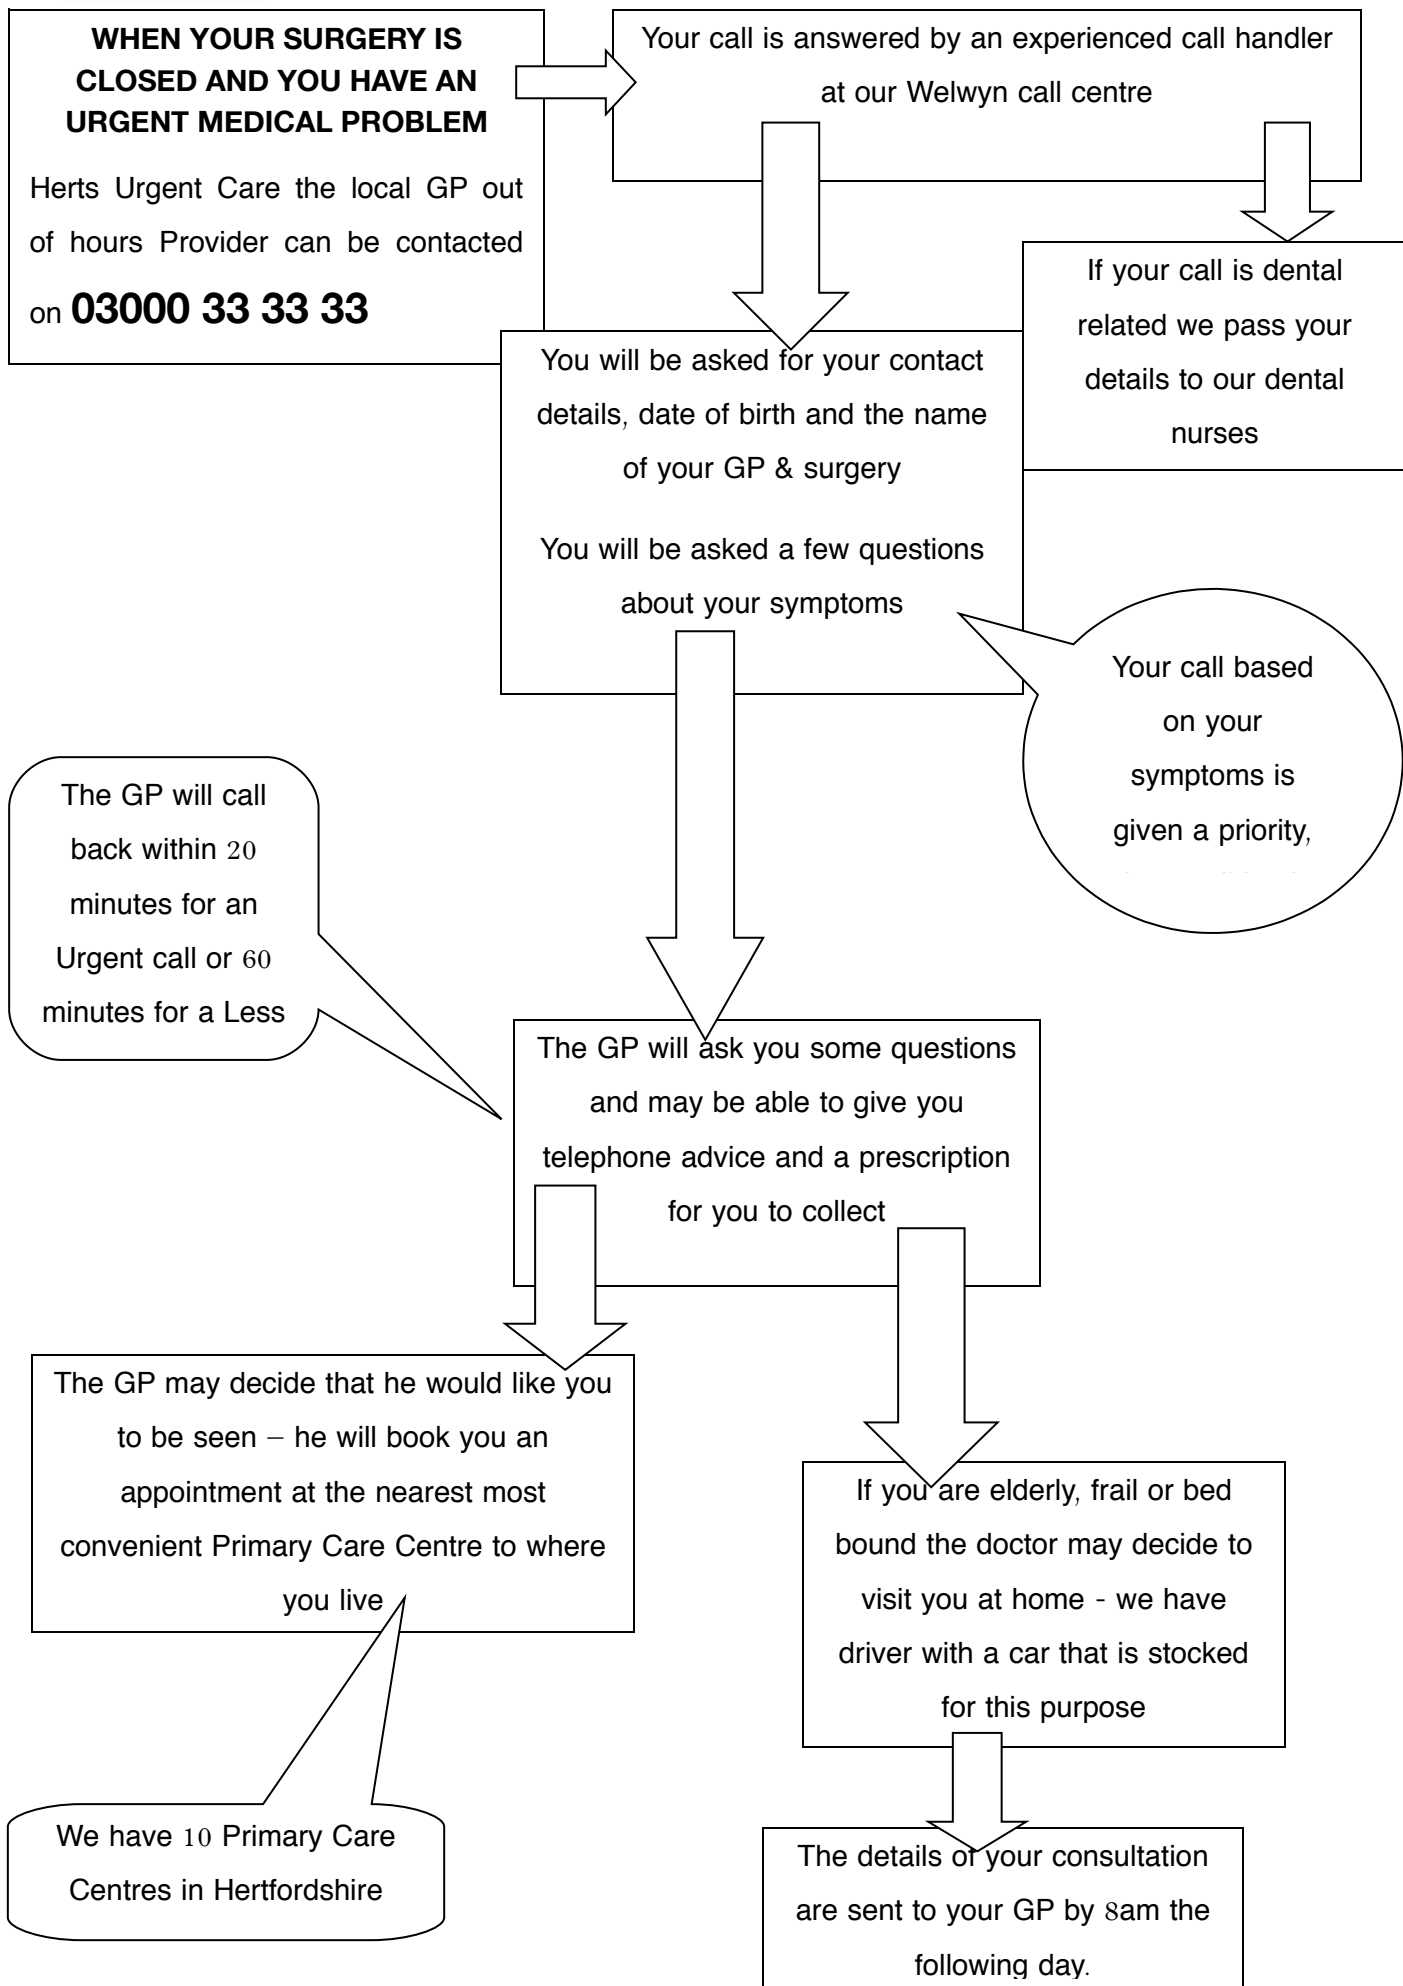 WHEN YOUR SURGERY IS
CLOSED AND YOU HAVE AN
URGENT MEDICAL PROBLEM
Herts Urgent Care the local GP out
of hours Provider can be contacted
on 03000 33 33 33
Your call is answered by an experienced call handler
at our Welwyn call centre
If your call is dental
related we pass your
details to our dental
nurses
You will be asked for your contact
details, date of birth and the name
of your GP & surgery
You will be asked a few questions
about your symptoms
Your call based
on your
symptoms is
given a priority,
The GP will call
back within 20
minutes for an
Urgent call or 60
minutes for a Less
The GP will ask you some questions
and may be able to give you
telephone advice and a prescription
for you to collect
The GP may decide that he would like you
to be seen – he will book you an
appointment at the nearest most
convenient Primary Care Centre to where
you live
If you are elderly, frail or bed
bound the doctor may decide to
visit you at home - we have
driver with a car that is stocked
for this purpose
We have 10 Primary Care
Centres in Hertfordshire
The details of your consultation
are sent to your GP by 8am the
following day.